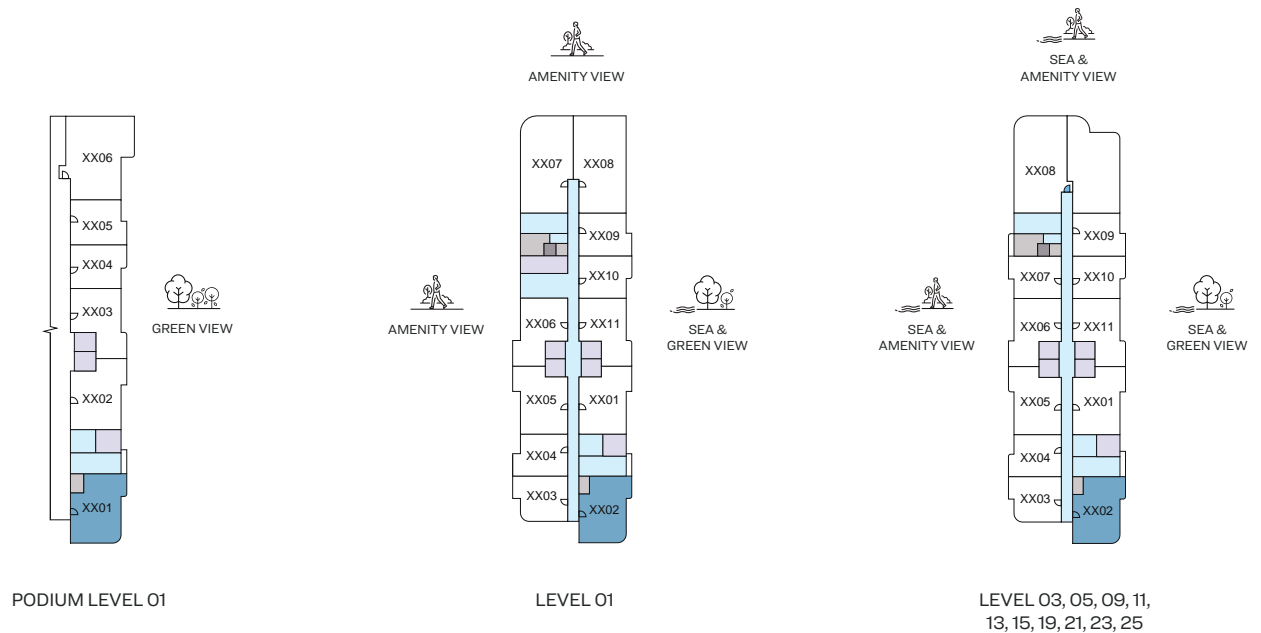 AMENITY VIEW
SEA &
AMENITY VIEW
XX06
XX05
XX04
XX03
XX02
XX01
GREEN VIEW
AMENITY VIEW
XX07
XX08
XX09
XX10
XX06
XX11
XX05
XX01
XX04
XX03
XX02
SEA &
GREEN VIEW
SEA &
AMENITY VIEW
XX08
XX09
XX07
XX10
XX06
XX11
XX05
XX01
XX04
XX03
XX02
SEA &
GREEN VIEW
PODIUM LEVEL 01
LEVEL 01
LEVEL 03, 05, 09, 11,
13, 15, 19, 21, 23, 25